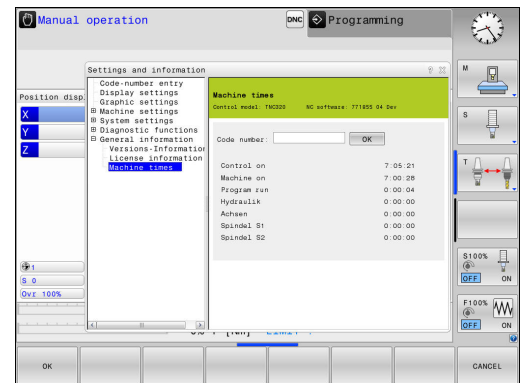 Manual operation
DNC
Programming
Settings and information
Position disp
X
Y
Z
1
S 0
Ovr 100%
Code-number entry
Display settings
Graphic settings
Machine settings
System settings
Diagnostic functions
General information
Versions-Information
License information
Machine times
Machine times
Control model: TNC320 NC software: 771855 04 Dev
Code number: OK
Control on 7:05:21
Machine on 7:00:28
Program run 0:00:04
Hydraulik 0:00:00
Achsen 0:00:00
Spindel S1 0:00:00
Spindel S2 0:00:00
M
S
T
S100%
OFF ON
F100%
OFF ON
OK
CANCEL